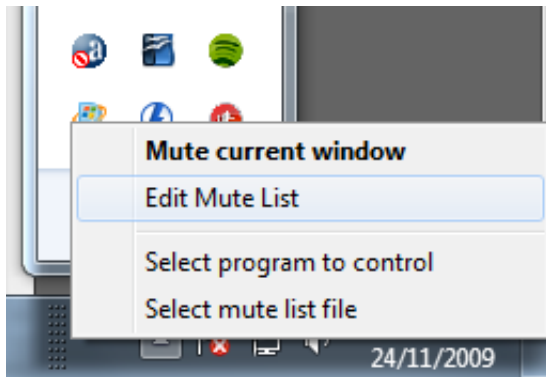 Mute current window
Edit Mute List
Select program to control
Select mute list file
24/11/2009